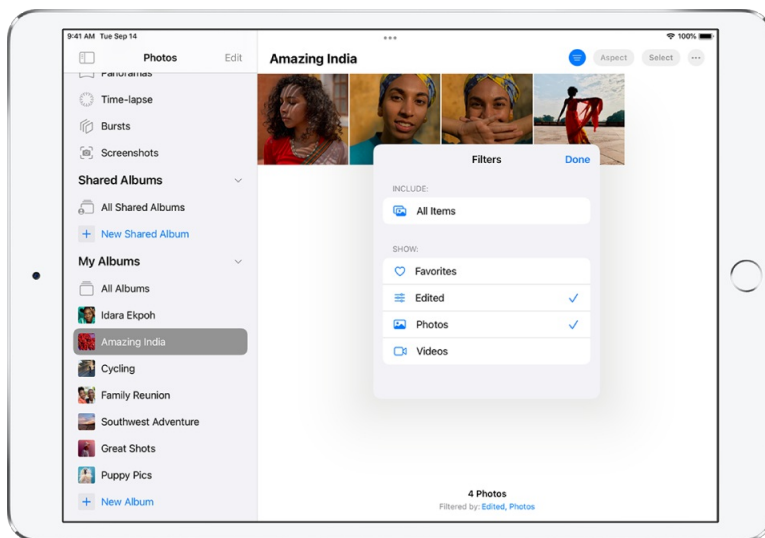 9:41 AM Tue Sep 14
100%
Photos
Edit
Panoramas
Time-lapse
Bursts
Screenshots
Shared Albums
All Shared Albums
New Shared Album
My Albums
All Albums
Idara Ekpoh
Amazing India
Cycling
Family Reunion
Southwest Adventure
Great Shots
Puppy Pics
New Album
Amazing India
Aspect
Select
Filters
Done
INCLUDE:
All Items
SHOW:
Favorites
Edited
Photos
Videos
4 Photos
Filtered by: Edited, Photos